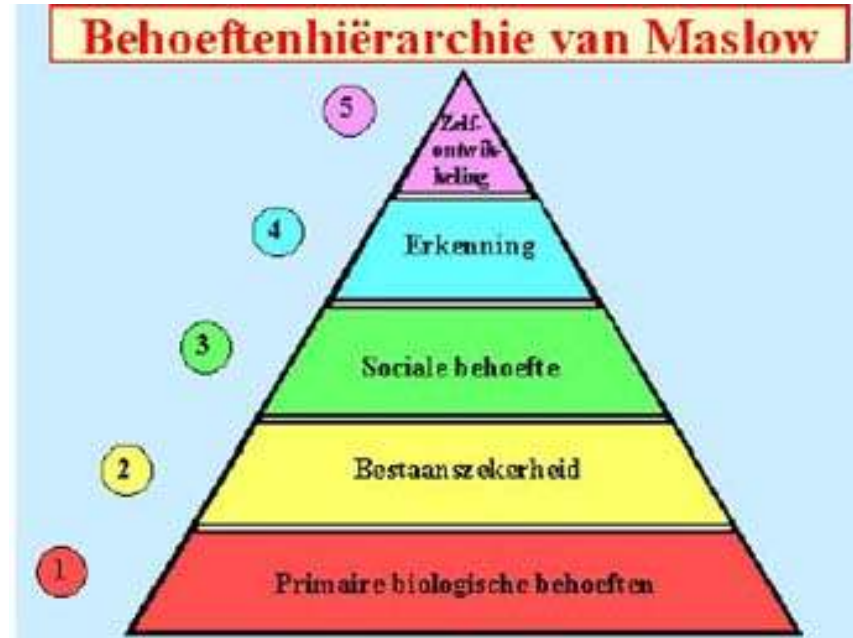 Behoeftenhiërarchie van Maslow
5
Zelf-
ontwik-
keling
4
Erkenning
3
Sociale behoefte
2
Bestaanszekerheid
1
Primaire biologische behoeften